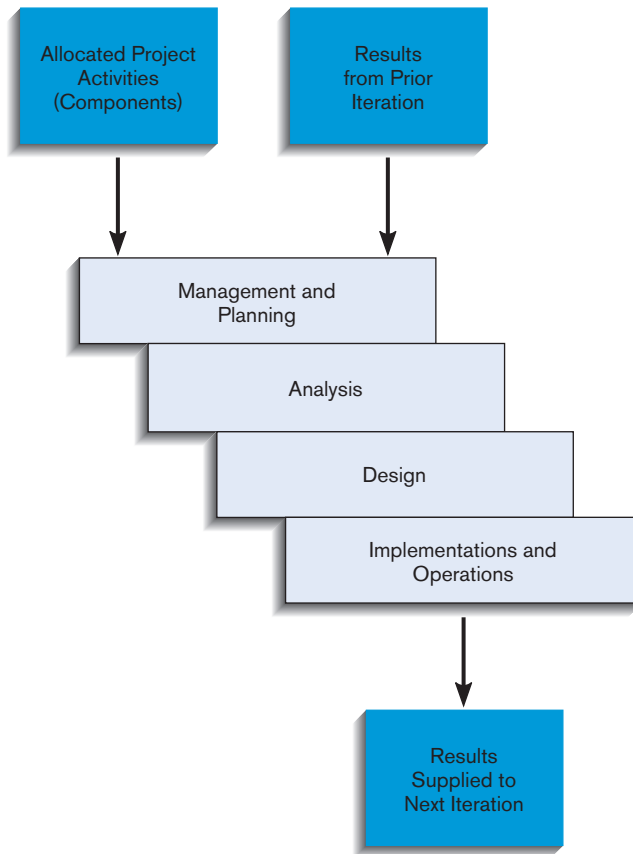 Allocated Project
Activities
(Components)
Results
from Prior
Iteration
Management and
Planning
Analysis
Design
Implementations and
Operations
Results
Supplied to
Next Iteration